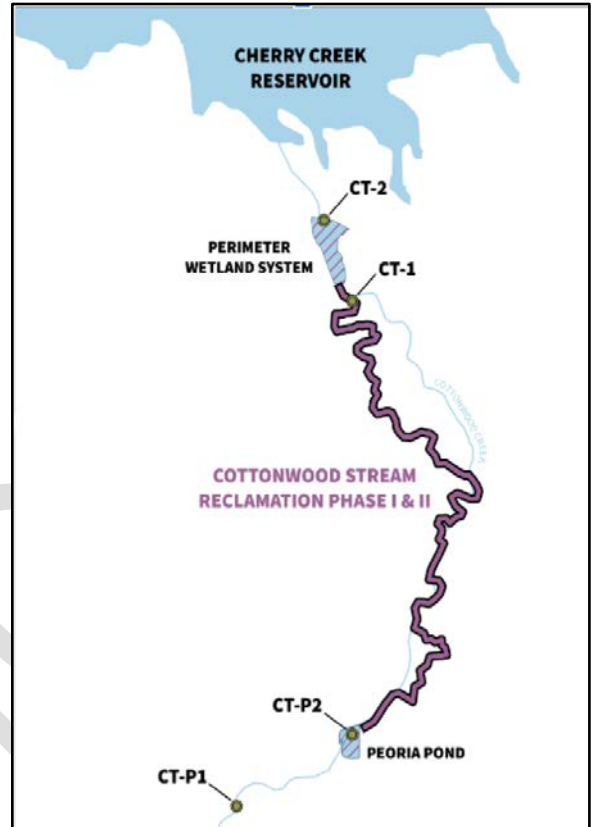 CHERRY CREEK
RESERVOIR
CT-2
PERIMETER
WETLAND SYSTEM
CT-1
COTTONWOOD CREEK
COTTONWOOD STREAM
RECLAMATION PHASE I & II
CT-P2
PEORIA POND
CT-P1